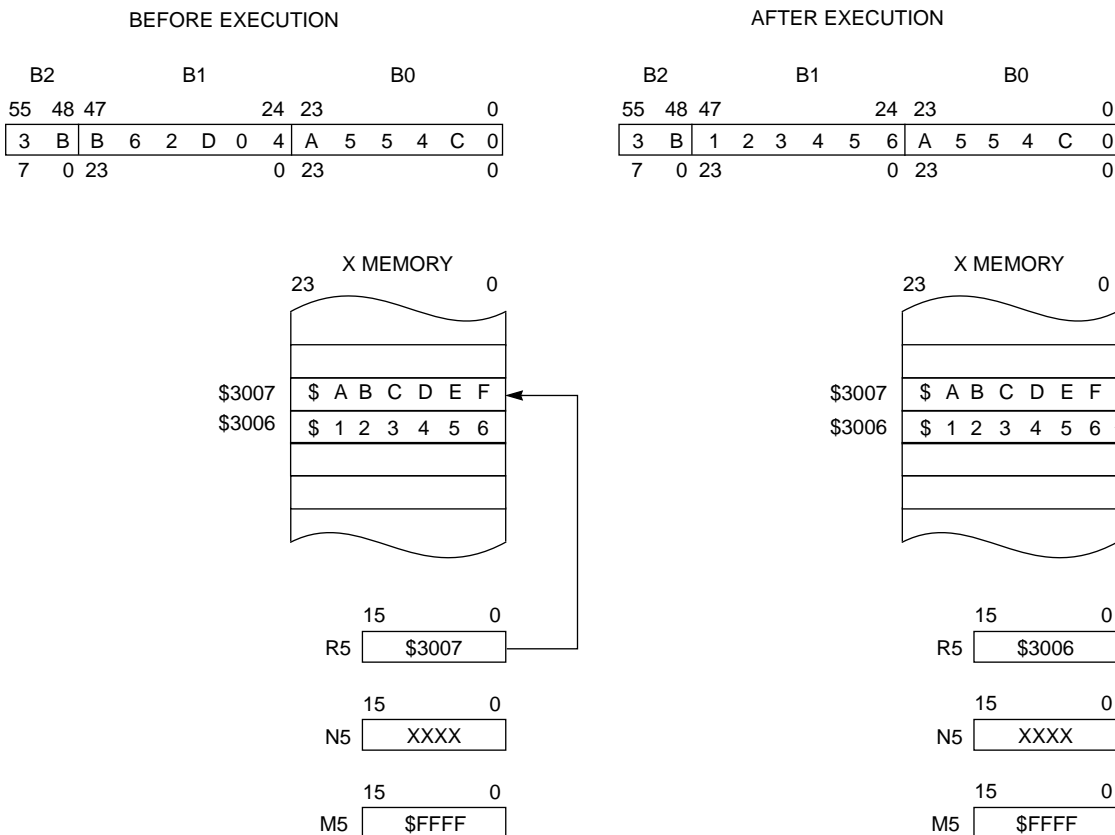 BEFORE EXECUTION AFTER EXECUTION
B2 B1 B0 B2 B1 B0
55 48 47 24 23 0 55 48 47 24 23 0
3 B B 6 2 D 0 4 A 5 5 4 C 0 3 B 1 2 3 4 5 6 A 5 5 4 C 0
7 0 23 0 23 0 7 0 23 0 23 0
X MEMORY X MEMORY
23 0 23 0
$3007 $ A B C D E F $3007 $ A B C D E F
$3006 $ 1 2 3 4 5 6 $3006 $ 1 2 3 4 5 6
15 0 15 0
R5 $3007 R5 $3006
15 0 15 0
N5 XXXX N5 XXXX
15 0 15 0
M5 $FFFF M5 $FFFF